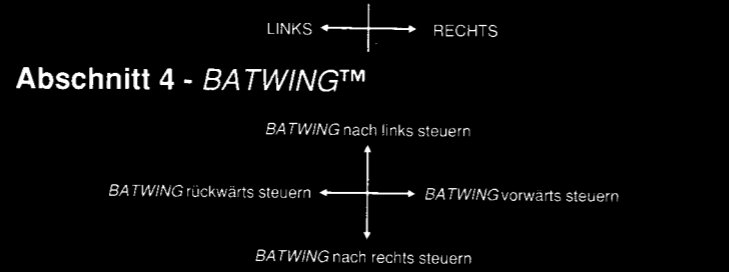 LINKS RECHTS
Abschnitt 4 - BATWING™
BATWING nach links steuern
BATWING rückwärts steuern BATWING vorwärts steuern
BATWING nach rechts steuern